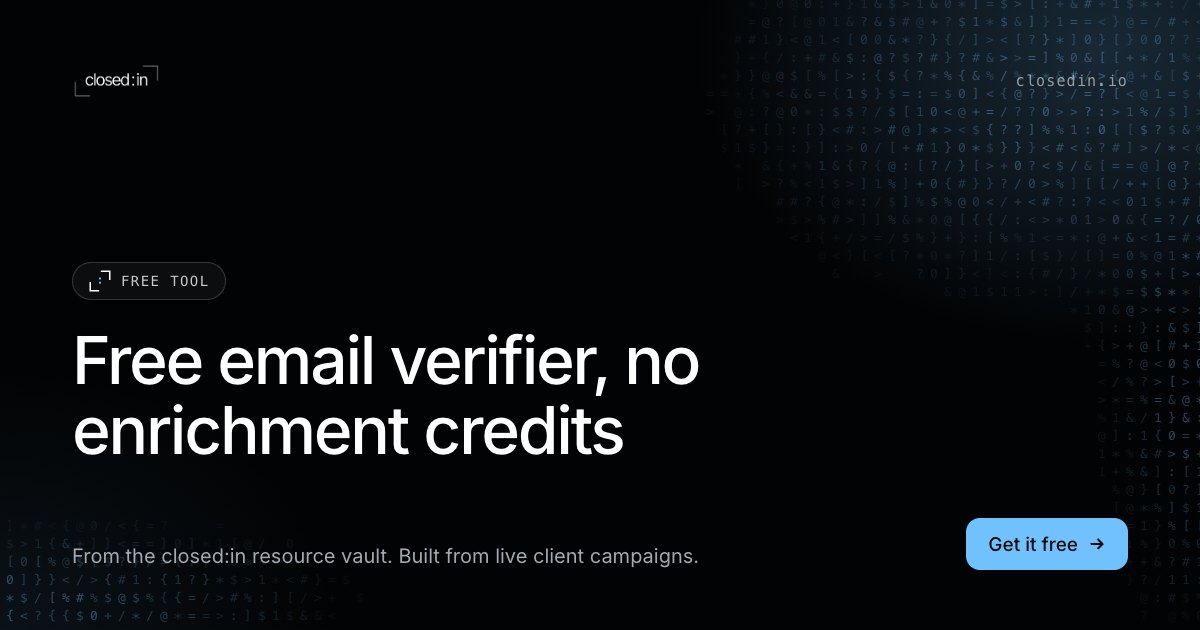 closed:in
closedin.io
FREE TOOL
Free email verifier, no
enrichment credits
From the closed:in resource vault. Built from live client campaigns.
Get it free →